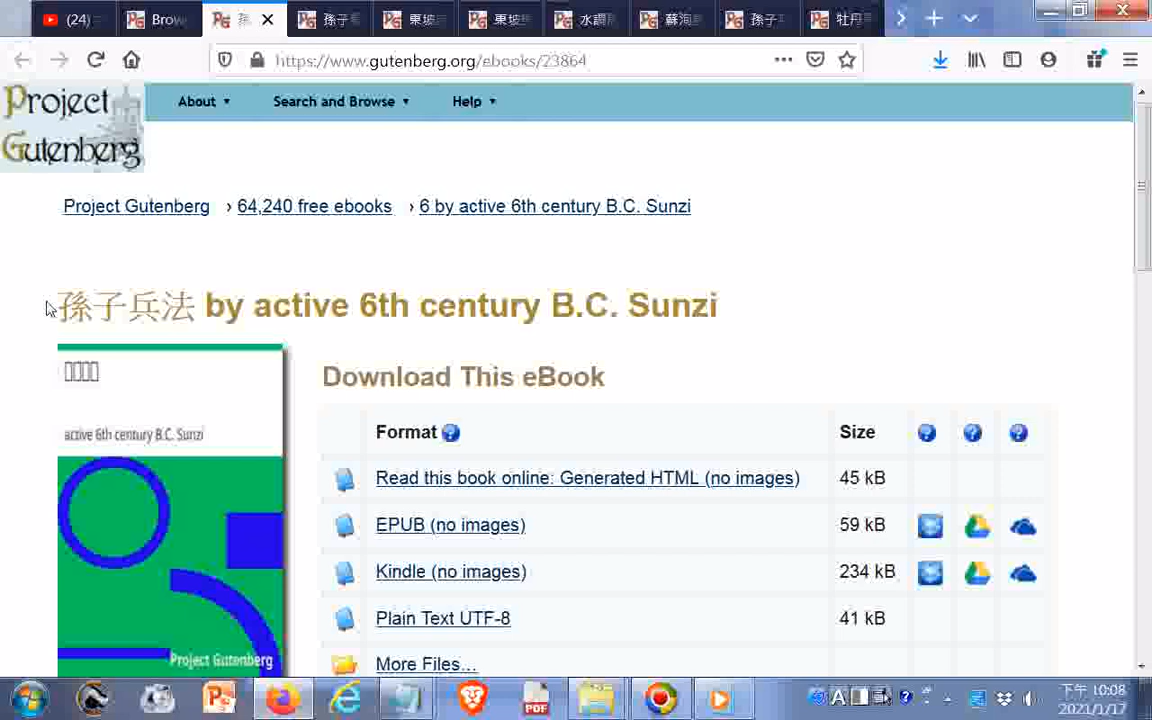 (24)
Brow
孫
孫子
東坡
東坡
水調
蘇洵
孫子
牡丹
https://www.gutenberg.org/ebooks/23864
Project Gutenberg
About ▾
Search and Browse ▾
Help ▾
Project Gutenberg › 64,240 free ebooks › 6 by active 6th century B.C. Sunzi
孫子兵法 by active 6th century B.C. Sunzi
active 6th century B.C. Sunzi
Project Gutenberg
Download This eBook
Format Size
Read this book online: Generated HTML (no images) 45 kB
EPUB (no images) 59 kB
Kindle (no images) 234 kB
Plain Text UTF-8 41 kB
More Files…
PDF
A
下午 10:08
2021/1/17